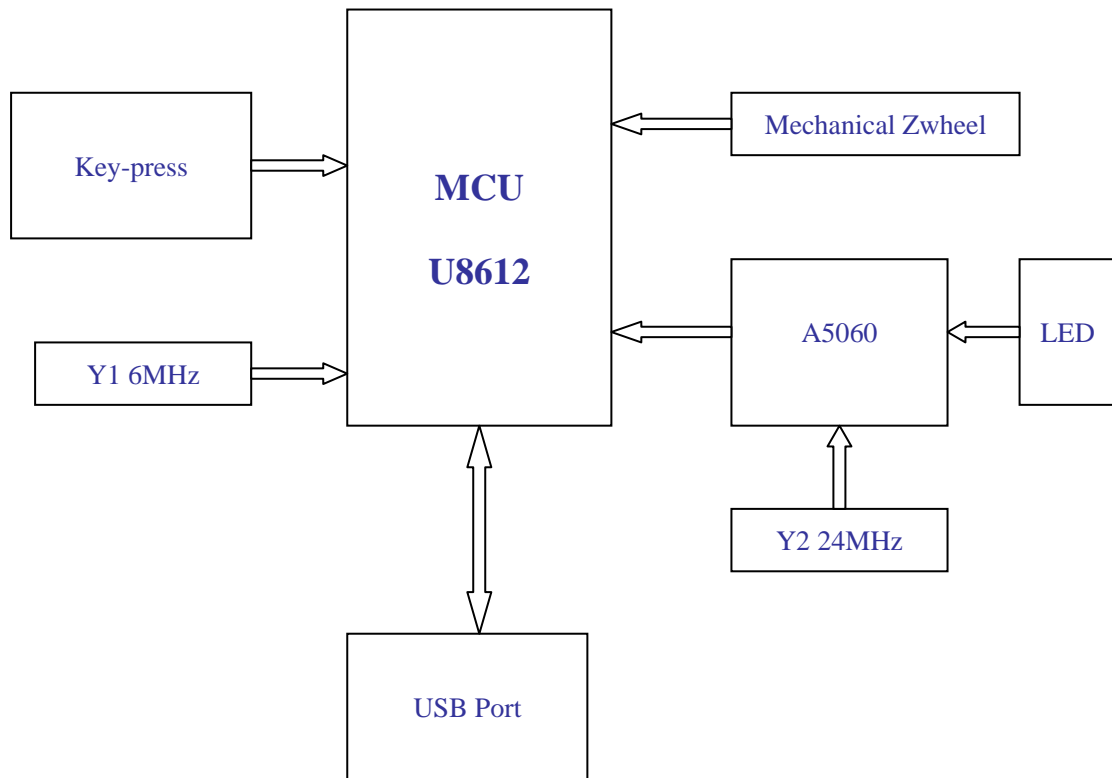 Key-press
MCU
U8612
Mechanical Zwheel
A5060
LED
Y1 6MHz
Y2 24MHz
USB Port